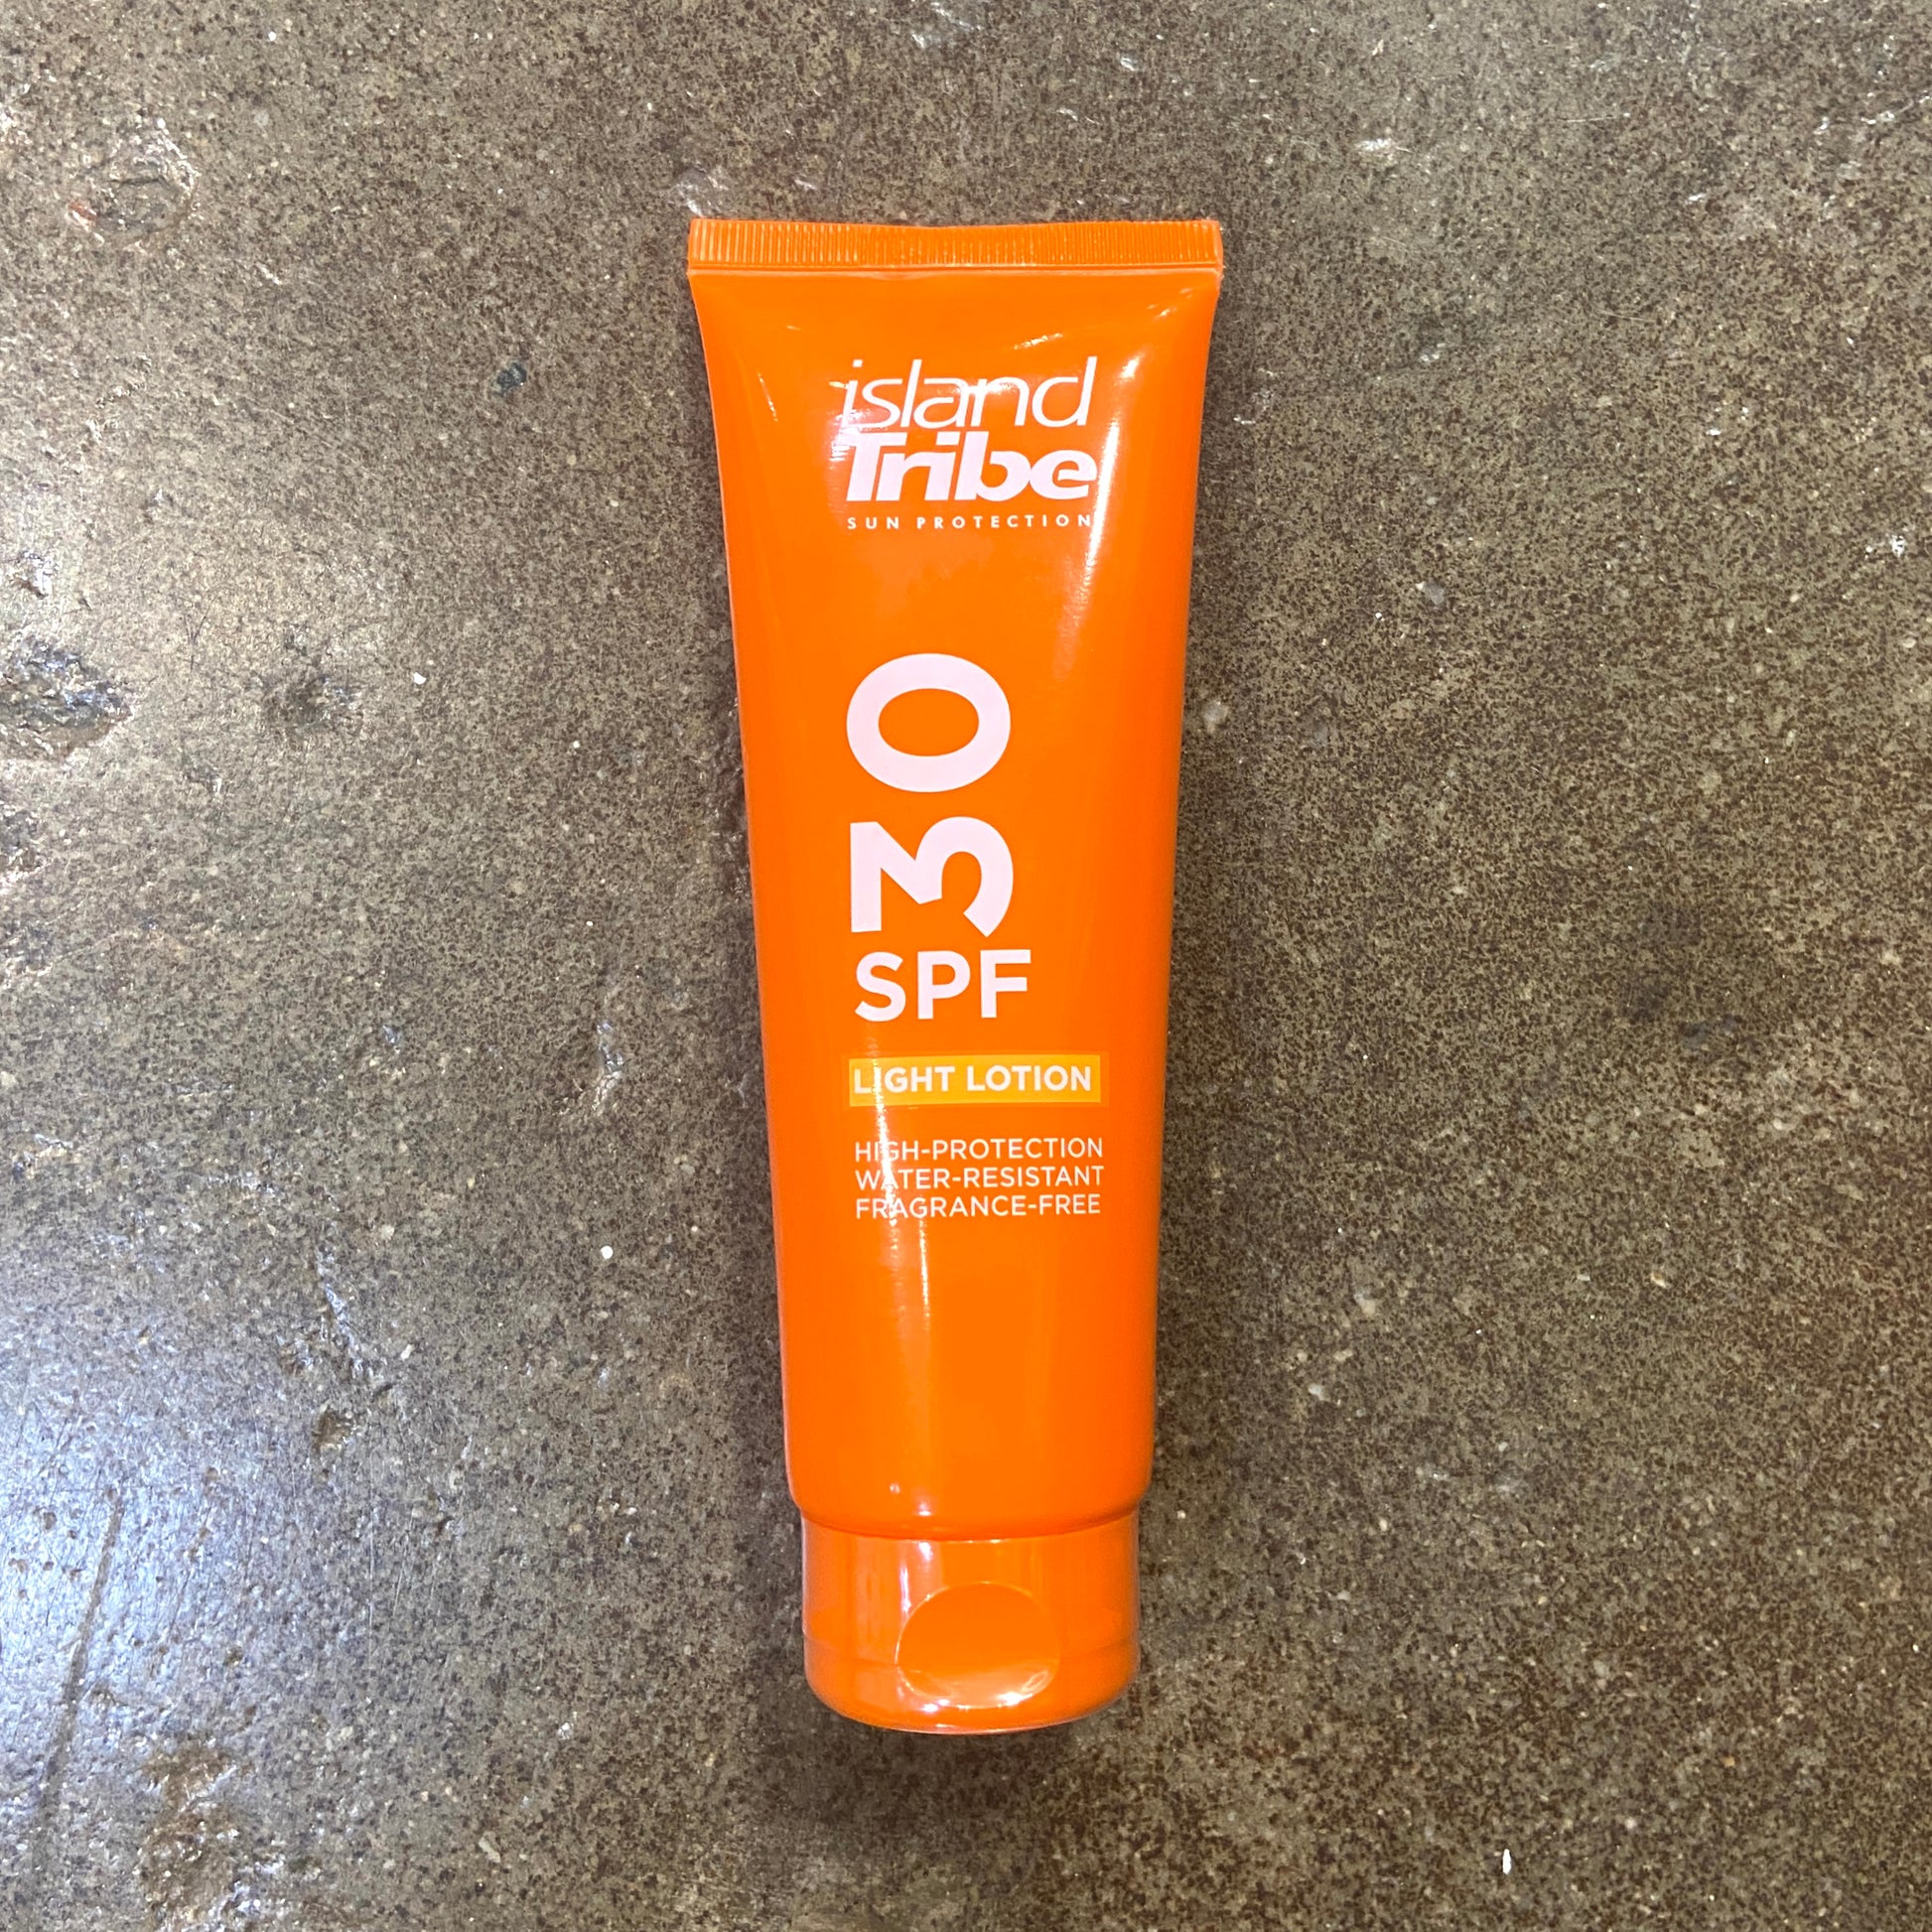 island
Tribe
SUN PROTECTION
30
SPF
LIGHT LOTION
HIGH-PROTECTION
WATER-RESISTANT
FRAGRANCE-FREE